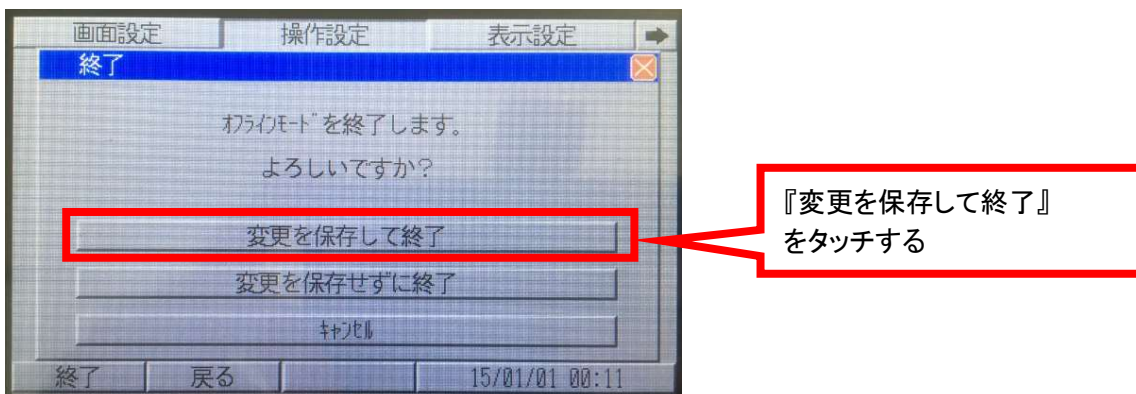 画面設定 操作設定 表示設定
終了
ｵﾌﾗｲﾝﾓｰﾄﾞを終了します。
よろしいですか?
変更を保存して終了
変更を保存せずに終了
ｷｬﾝｾﾙ
終了 戻る 15/01/01 00:11
『変更を保存して終了』
をタッチする